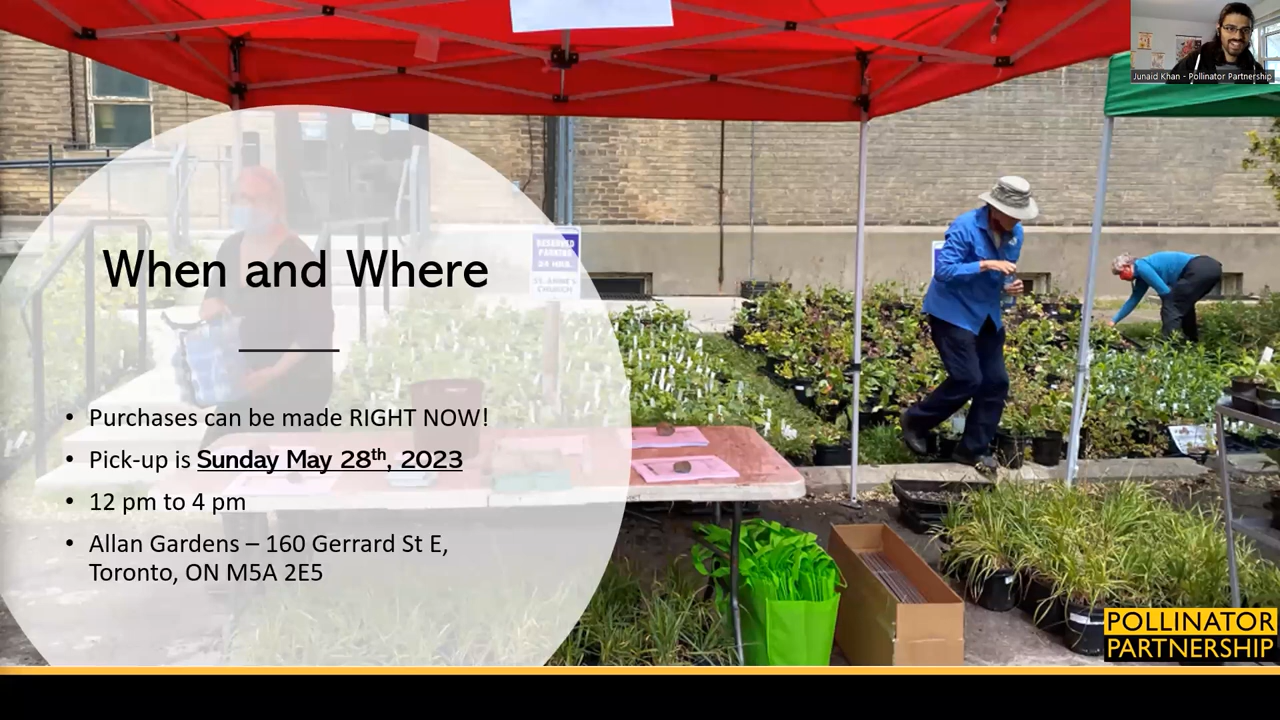 Junaid Khan - Pollinator Partnership
When and Where
• Purchases can be made RIGHT NOW!
• Pick-up is Sunday May 28th, 2023
• 12 pm to 4 pm
• Allan Gardens – 160 Gerrard St E,
Toronto, ON M5A 2E5
RESERVED
PARKING
24 HRS.
ST. ANNE'S
CHURCH
POLLINATOR
PARTNERSHIP